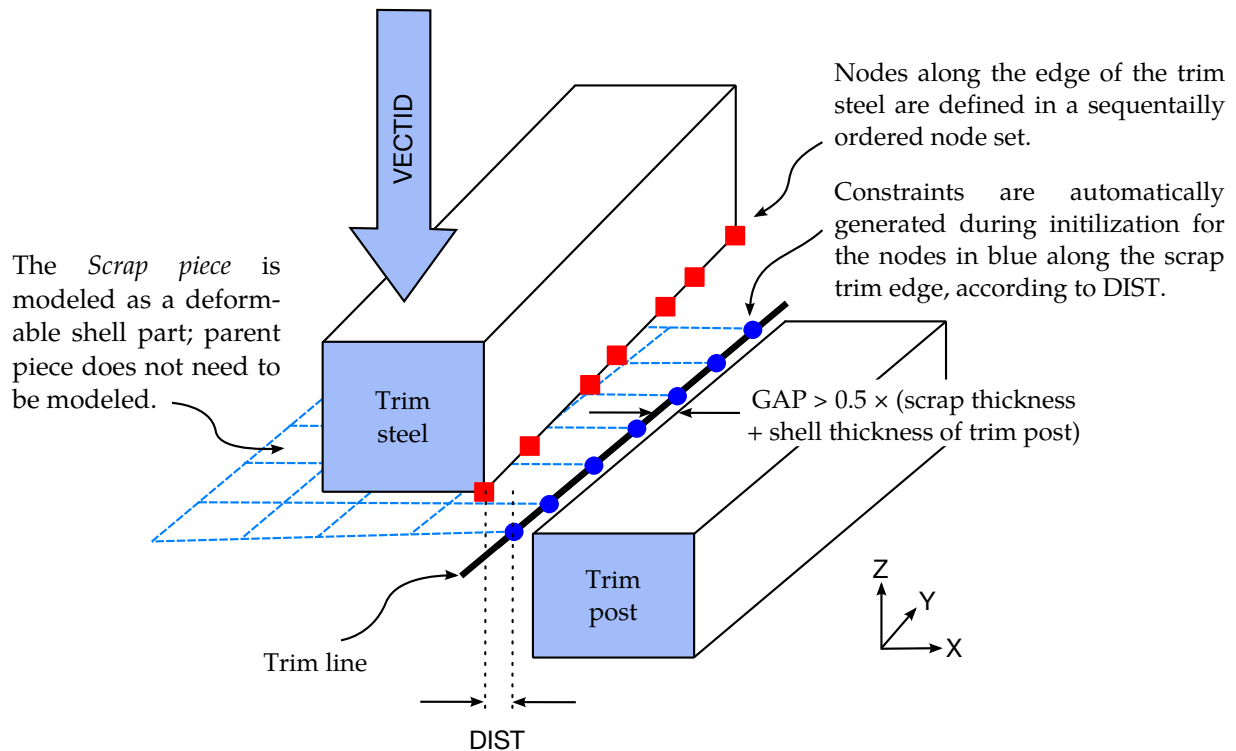 VECTID
Nodes along the edge of the trim
steel are defined in a sequentailly
ordered node set.
Constraints are automatically
generated during initilization for
the nodes in blue along the scrap
trim edge, according to DIST.
The Scrap piece is
modeled as a deform-
able shell part; parent
piece does not need to
be modeled.
Trim
steel
GAP > 0.5 × (scrap thickness
+ shell thickness of trim post)
Trim
post
Z
Y
X
Trim line
DIST